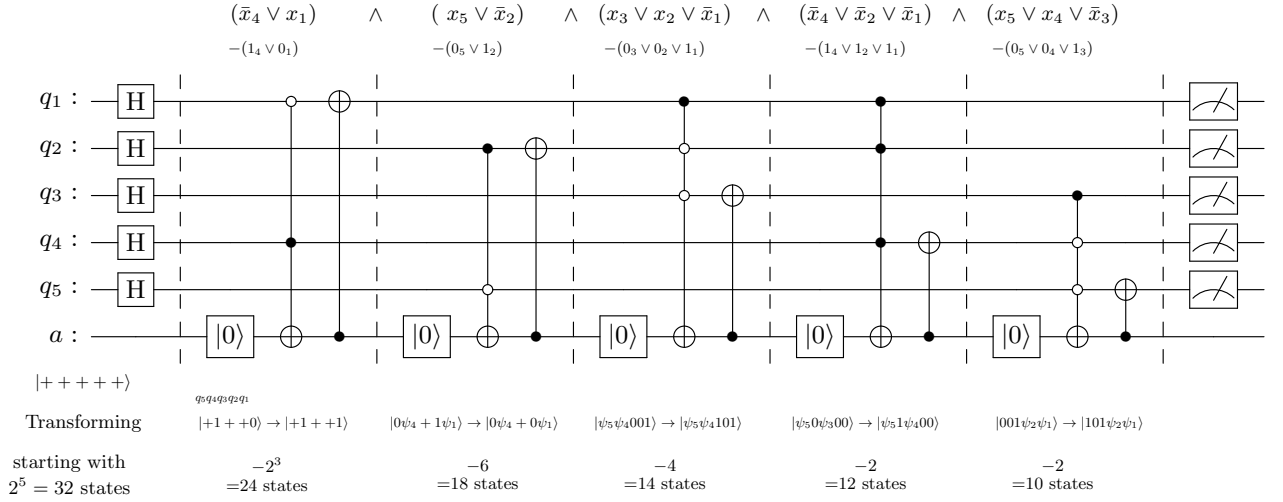 (x̄₄ ∨ x₁) ∧ ( x₅ ∨ x̄₂) ∧ (x₃ ∨ x₂ ∨ x̄₁) ∧ (x̄₄ ∨ x̄₂ ∨ x̄₁) ∧ (x₅ ∨ x₄ ∨ x̄₃)
−(1₄ ∨ 0₁) −(0₅ ∨ 1₂) −(0₃ ∨ 0₂ ∨ 1₁) −(1₄ ∨ 1₂ ∨ 1₁) −(0₅ ∨ 0₄ ∨ 1₃)
q₁ : H
q₂ : H
q₃ : H
q₄ : H
q₅ : H
a : |0⟩ |0⟩ |0⟩ |0⟩ |0⟩
|+ + + + +⟩
q₅q₄q₃q₂q₁
Transforming |+1 + +0⟩ → |+1 + +1⟩ |0ψ₄ + 1ψ₁⟩ → |0ψ₄ + 0ψ₁⟩ |ψ₅ψ₄001⟩ → |ψ₅ψ₄101⟩ |ψ₅0ψ₃00⟩ → |ψ₅1ψ₄00⟩ |001ψ₂ψ₁⟩ → |101ψ₂ψ₁⟩
starting with −2³ −6 −4 −2 −2
2⁵ = 32 states =24 states =18 states =14 states =12 states =10 states